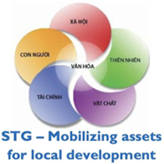 XÃ HỘI
CON NGƯỜI
VĂN HÓA
THIÊN NHIÊN
TÀI CHÍNH
VẬT CHẤT
STG – Mobilizing assets
for local development